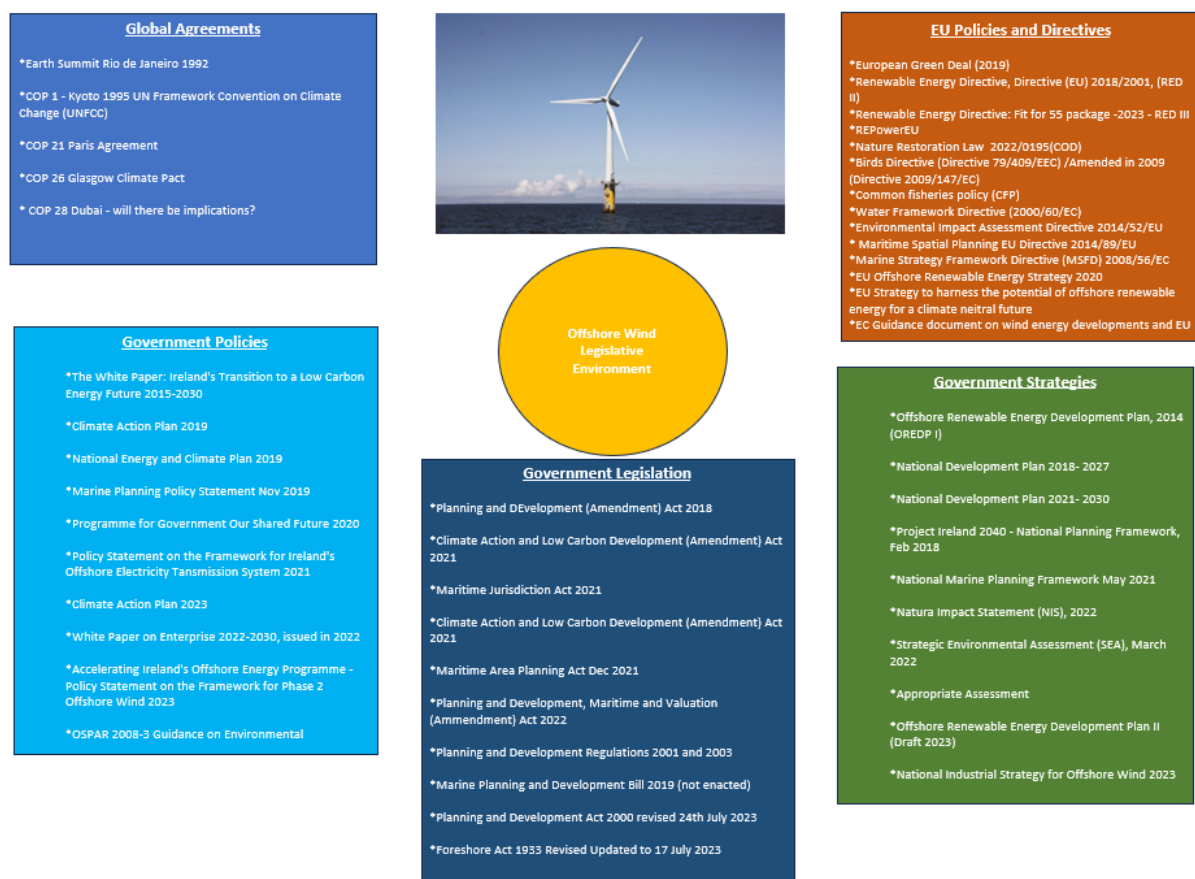 Global Agreements
*Earth Summit Rio de Janeiro 1992
*COP 1 - Kyoto 1995 UN Framework Convention on Climate
Change (UNFCC)
*COP 21 Paris Agreement
*COP 26 Glasgow Climate Pact
* COP 28 Dubai - will there be implications?
EU Policies and Directives
*European Green Deal (2019)
*Renewable Energy Directive, Directive (EU) 2018/2001, (RED
II)
*Renewable Energy Directive: Fit for 55 package -2023 - RED III
*REPowerEU
*Nature Restoration Law 2022/0195(COD)
*Birds Directive (Directive 79/409/EEC) /Amended in 2009
(Directive 2009/147/EC)
*Common fisheries policy (CFP)
*Water Framework Directive (2000/60/EC)
*Environmental Impact Assessment Directive 2014/52/EU
* Maritime Spatial Planning EU Directive 2014/89/EU
*Marine Strategy Framework Directive (MSFD) 2008/56/EC
*EU Offshore Renewable Energy Strategy 2020
*EU Strategy to harness the potential of offshore renewable
energy for a climate neitral future
*EC Guidance document on wind energy developments and EU
Offshore Wind
Legislative
Environment
Government Policies
*The White Paper: Ireland's Transition to a Low Carbon
Energy Future 2015-2030
*Climate Action Plan 2019
*National Energy and Climate Plan 2019
*Marine Planning Policy Statement Nov 2019
*Programme for Government Our Shared Future 2020
*Policy Statement on the Framework for Ireland's
Offshore Electricity Tansmission System 2021
*Climate Action Plan 2023
*White Paper on Enterprise 2022-2030, issued in 2022
*Accelerating Ireland's Offshore Energy Programme -
Policy Statement on the Framework for Phase 2
Offshore Wind 2023
*OSPAR 2008-3 Guidance on Environmental
Government Legislation
*Planning and DEvelopment (Amendment) Act 2018
*Climate Action and Low Carbon Development (Amendment) Act
2021
*Maritime Jurisdiction Act 2021
*Climate Action and Low Carbon Development (Amendment) Act
2021
*Maritime Area Planning Act Dec 2021
*Planning and Development, Maritime and Valuation
(Ammendment) Act 2022
*Planning and Development Regulations 2001 and 2003
*Marine Planning and Development Bill 2019 (not enacted)
*Planning and Development Act 2000 revised 24th July 2023
*Foreshore Act 1933 Revised Updated to 17 July 2023
Government Strategies
*Offshore Renewable Energy Development Plan, 2014
(OREDP I)
*National Development Plan 2018- 2027
*National Development Plan 2021- 2030
*Project Ireland 2040 - National Planning Framework,
Feb 2018
*National Marine Planning Framework May 2021
*Natura Impact Statement (NIS), 2022
*Strategic Environmental Assessment (SEA), March
2022
*Appropriate Assessment
*Offshore Renewable Energy Development Plan II
(Draft 2023)
*National Industrial Strategy for Offshore Wind 2023